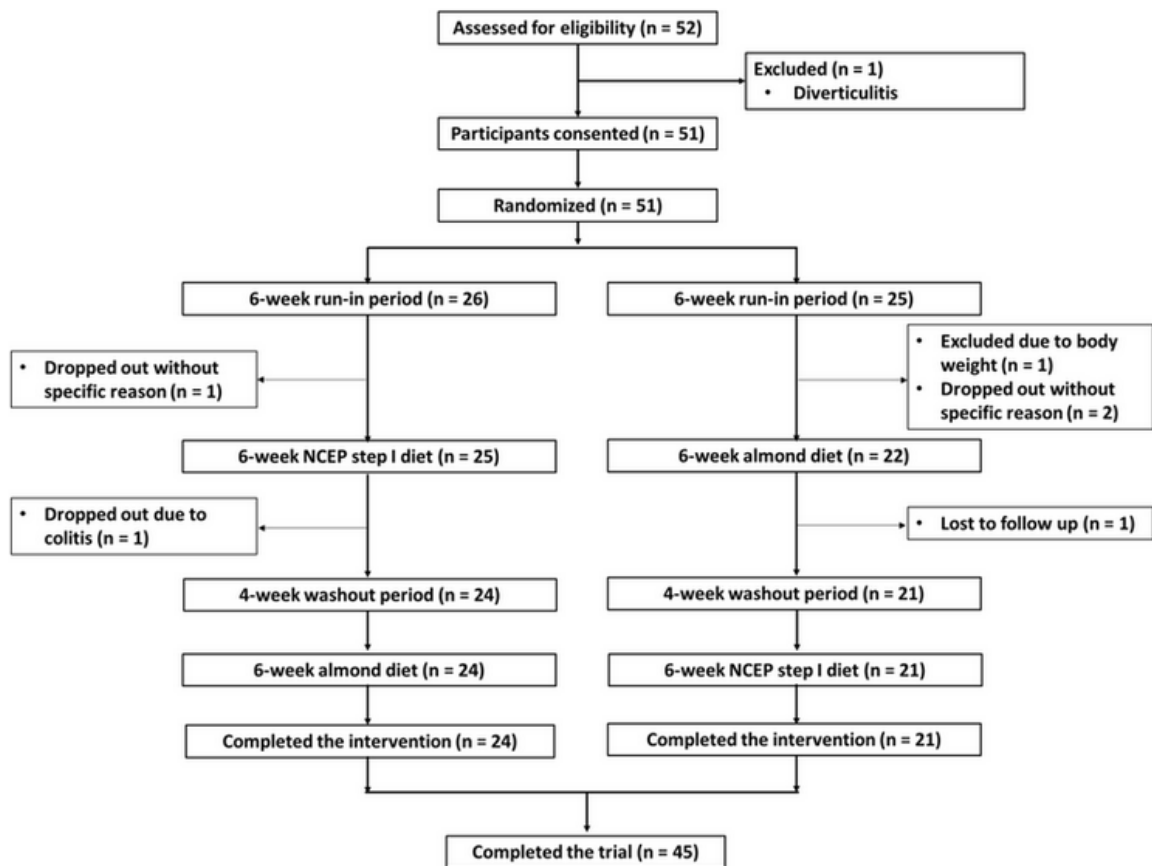 Assessed for eligibility (n = 52)
Excluded (n = 1)
• Diverticulitis
Participants consented (n = 51)
Randomized (n = 51)
6-week run-in period (n = 26)
6-week run-in period (n = 25)
• Dropped out without
specific reason (n = 1)
• Excluded due to body
weight (n = 1)
• Dropped out without
specific reason (n = 2)
6-week NCEP step I diet (n = 25)
6-week almond diet (n = 22)
• Dropped out due to
colitis (n = 1)
• Lost to follow up (n = 1)
4-week washout period (n = 24)
4-week washout period (n = 21)
6-week almond diet (n = 24)
6-week NCEP step I diet (n = 21)
Completed the intervention (n = 24)
Completed the intervention (n = 21)
Completed the trial (n = 45)